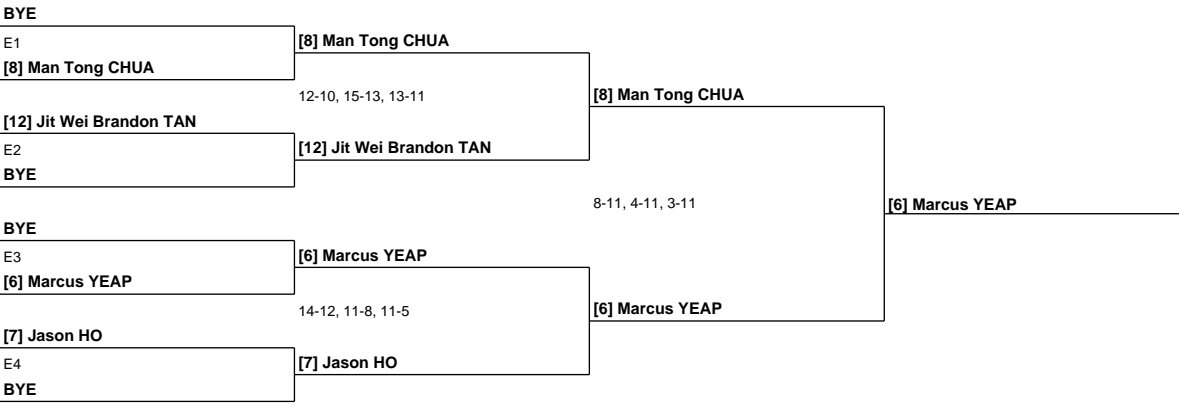 BYE
E1
[8] Man Tong CHUA
[8] Man Tong CHUA
12-10, 15-13, 13-11
[8] Man Tong CHUA
[12] Jit Wei Brandon TAN
E2
[12] Jit Wei Brandon TAN
BYE
8-11, 4-11, 3-11
[6] Marcus YEAP
BYE
E3
[6] Marcus YEAP
[6] Marcus YEAP
14-12, 11-8, 11-5
[6] Marcus YEAP
[7] Jason HO
E4
[7] Jason HO
BYE